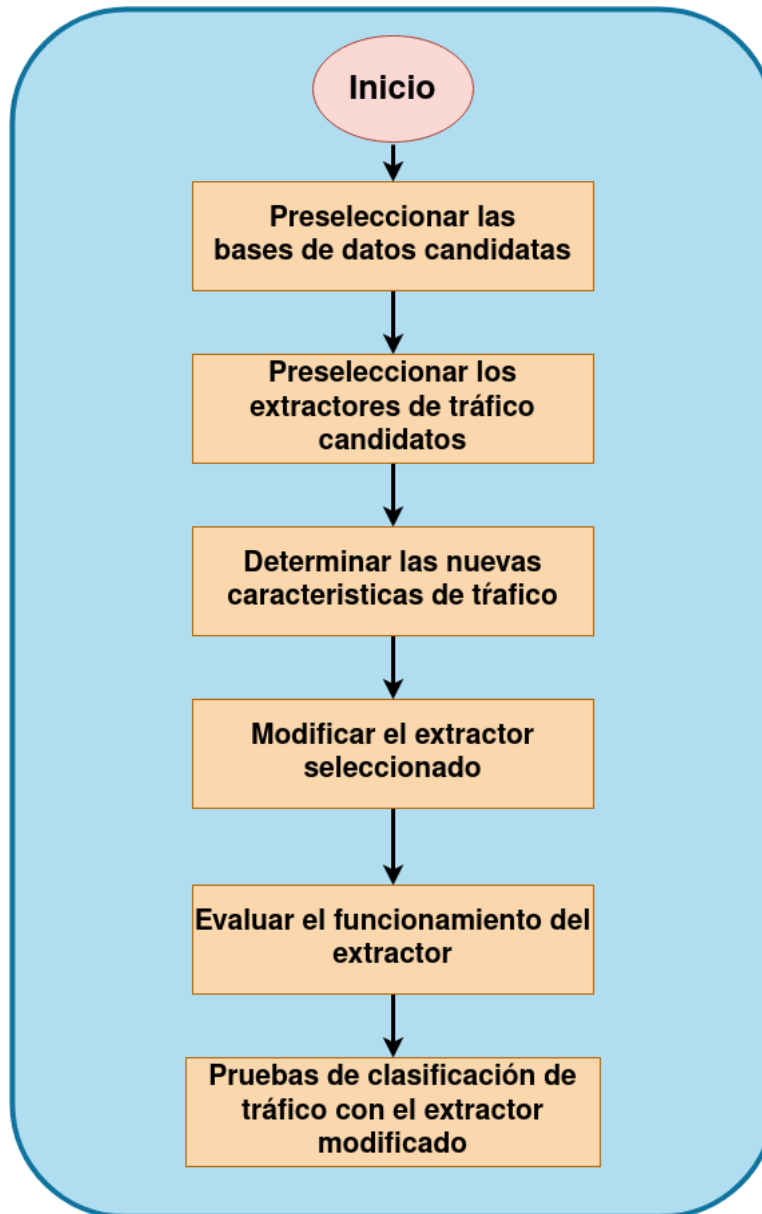 Inicio
Preseleccionar las
bases de datos candidatas
Preseleccionar los
extractores de tráfico
candidatos
Determinar las nuevas
caracteristicas de tŕafico
Modificar el extractor
seleccionado
Evaluar el funcionamiento del
extractor
Pruebas de clasificación de
tráfico con el extractor
modificado